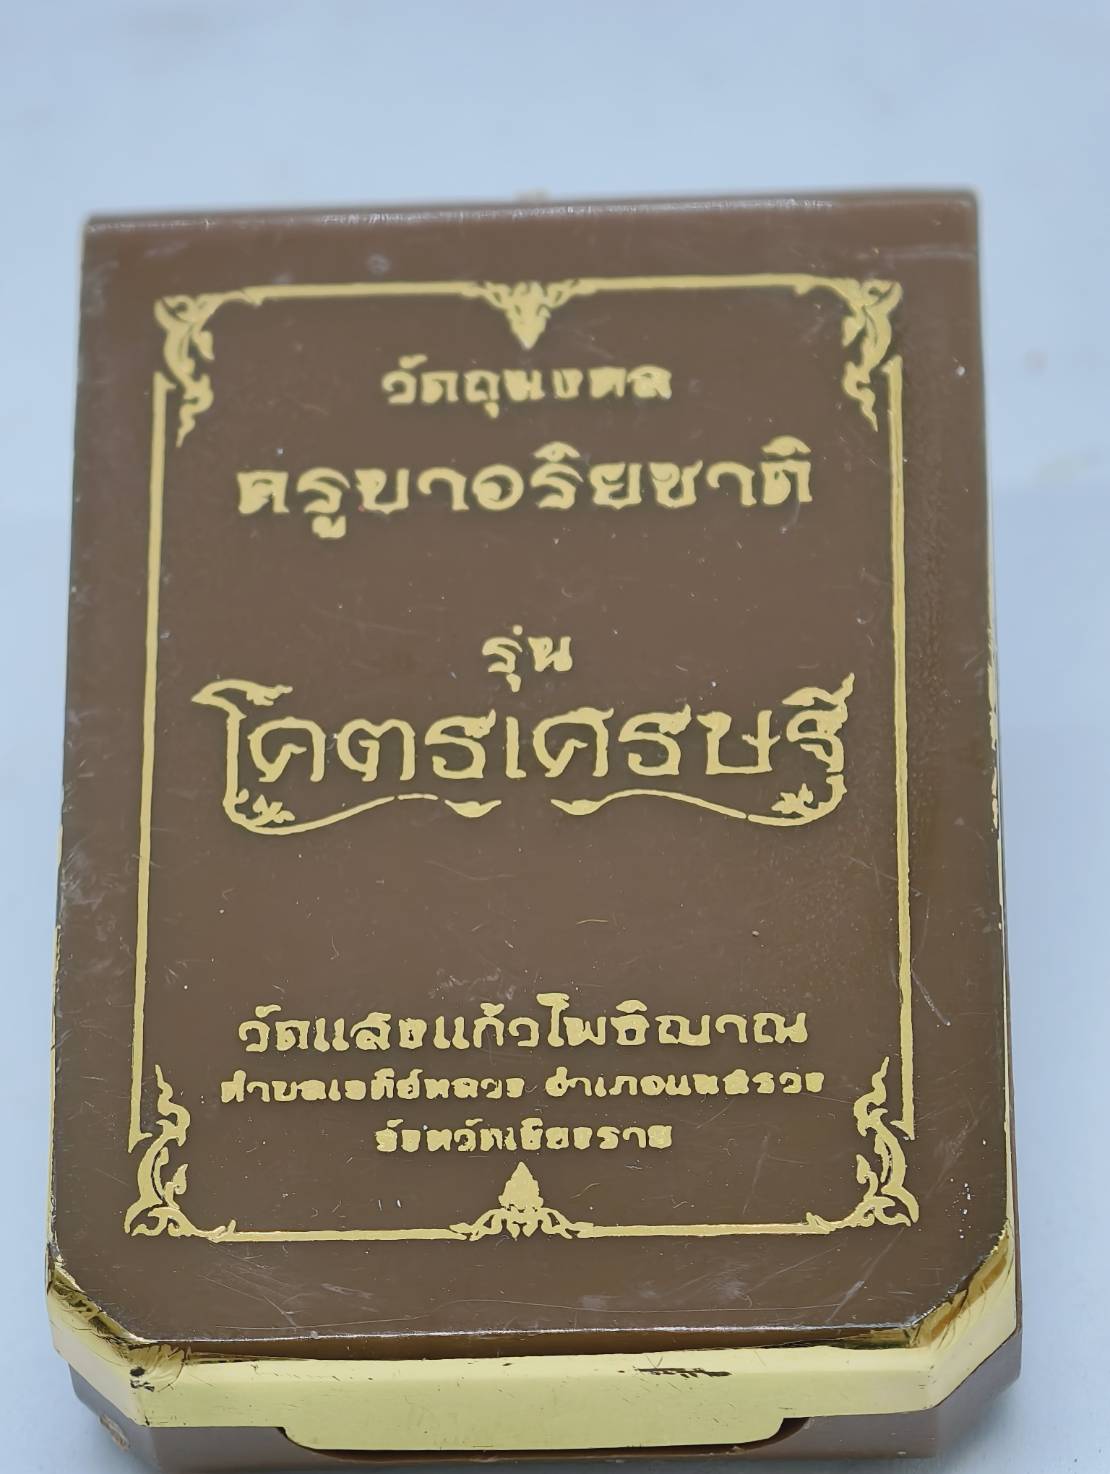 วัตถุมงคล
ครูบาอริยชาติ
รุ่น
โคตรเศรษฐี
วัดแสงแก้วโพธิญาณ
ตำบลเจดีย์หลวง อำเภอแม่สรวย
จังหวัดเชียงราย